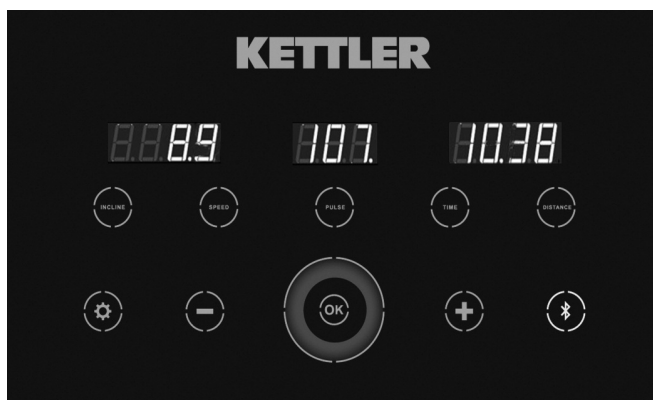 KETTLER
8.9 107. 10.38
INCLINE SPEED PULSE TIME DISTANCE
OK